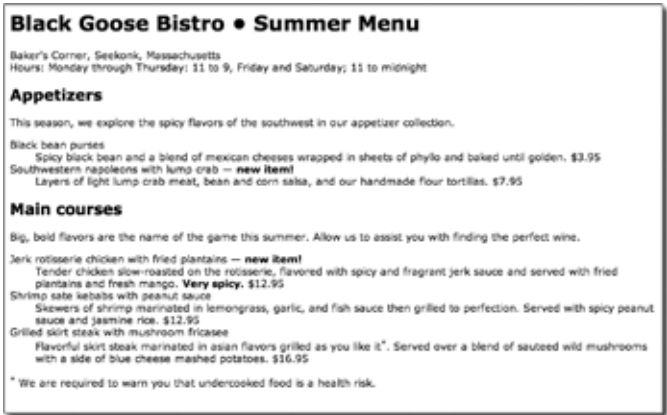 Black Goose Bistro • Summer Menu
Baker's Corner, Seekonk, Massachusetts
Hours: Monday through Thursday: 11 to 9, Friday and Saturday; 11 to midnight
Appetizers
This season, we explore the spicy flavors of the southwest in our appetizer collection.
Black bean purses
Spicy black bean and a blend of mexican cheeses wrapped in sheets of phyllo and baked until golden. $3.95
Southwestern napoleons with lump crab — new item!
Layers of light lump crab meat, bean and corn salsa, and our handmade flour tortillas. $7.95
Main courses
Big, bold flavors are the name of the game this summer. Allow us to assist you with finding the perfect wine.
Jerk rotisserie chicken with fried plantains — new item!
Tender chicken slow-roasted on the rotisserie, flavored with spicy and fragrant jerk sauce and served with fried
plantains and fresh mango. Very spicy. $12.95
Shrimp sate kebabs with peanut sauce
Skewers of shrimp marinated in lemongrass, garlic, and fish sauce then grilled to perfection. Served with spicy peanut
sauce and jasmine rice. $12.95
Grilled skirt steak with mushroom fricasee
Flavorful skirt steak marinated in asian flavors grilled as you like it*. Served over a blend of sauteed wild mushrooms
with a side of blue cheese mashed potatoes. $16.95
* We are required to warn you that undercooked food is a health risk.